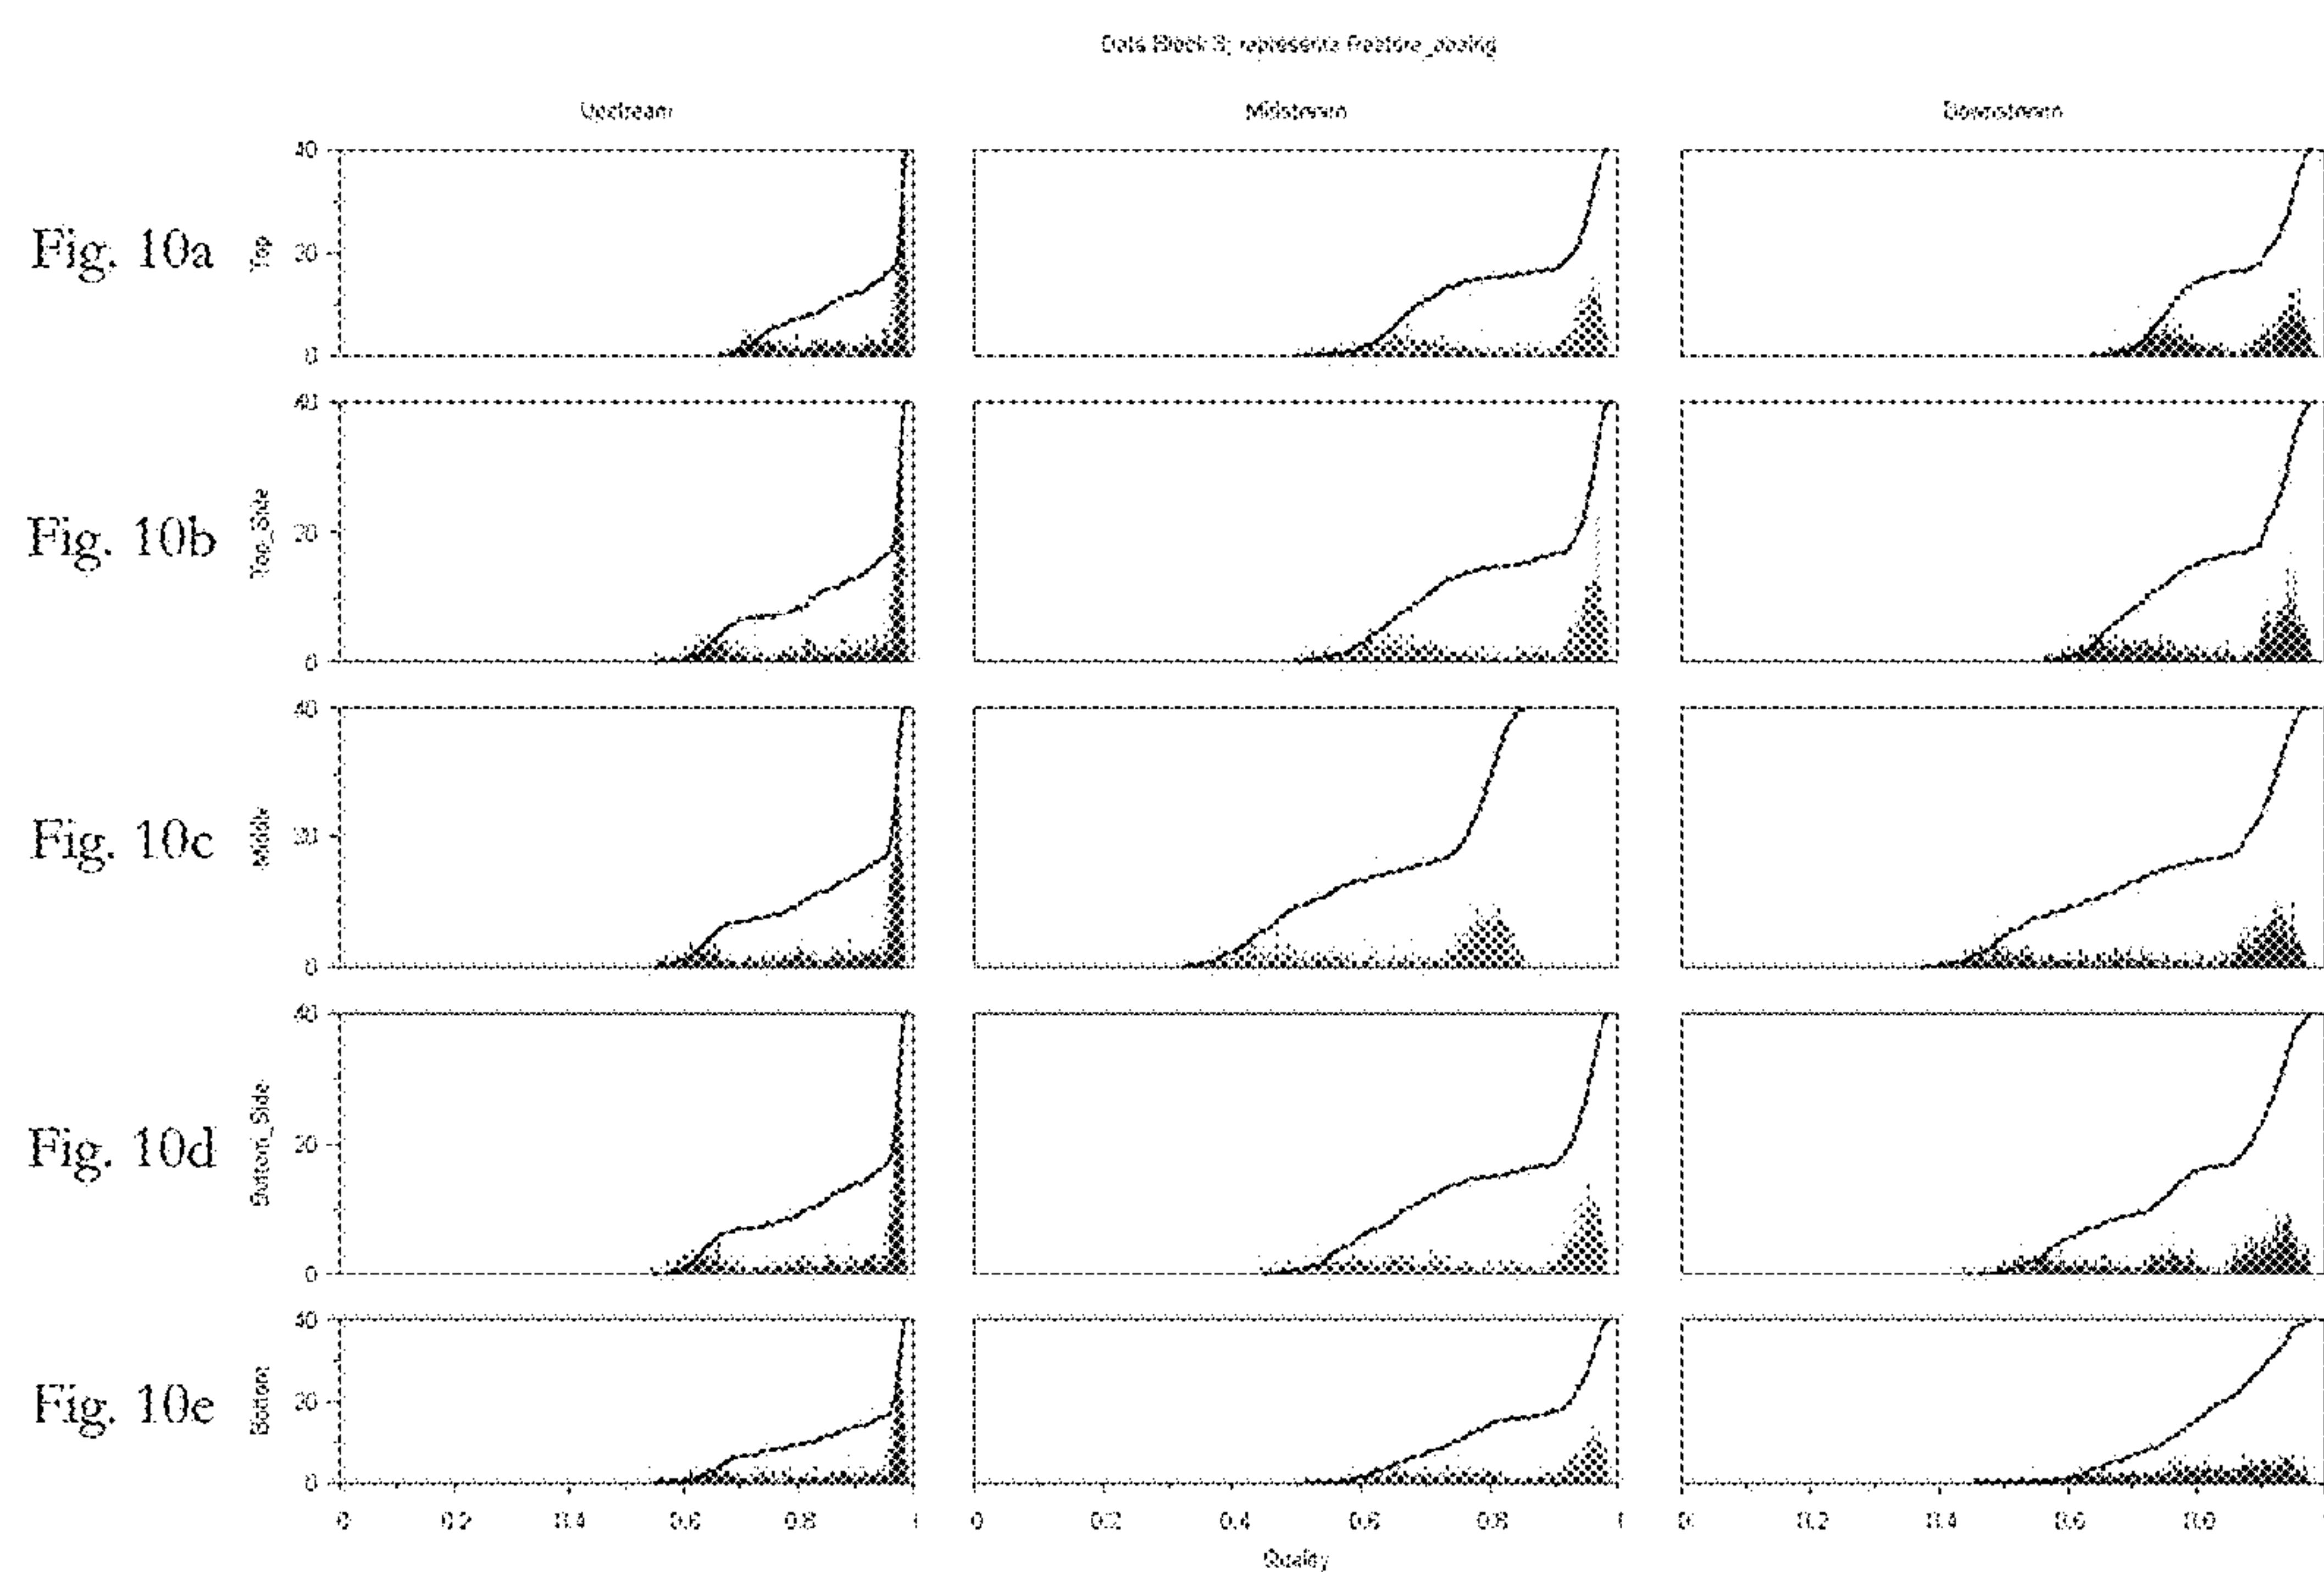 Data Block 3; represents
Upstream Midstream Downstream
40
Fig. 10a Top 20
0
40
Fig. 10b Top_Side 20
0
40
Fig. 10c Middle 20
0
40
Fig. 10d Bottom_Side 20
0
40
Fig. 10e Bottom 20
0
0 0.2 0.4 0.6 0.8 1 0 0.2 0.4 0.6 0.8 1 0 0.2 0.4 0.6 0.8
Quality